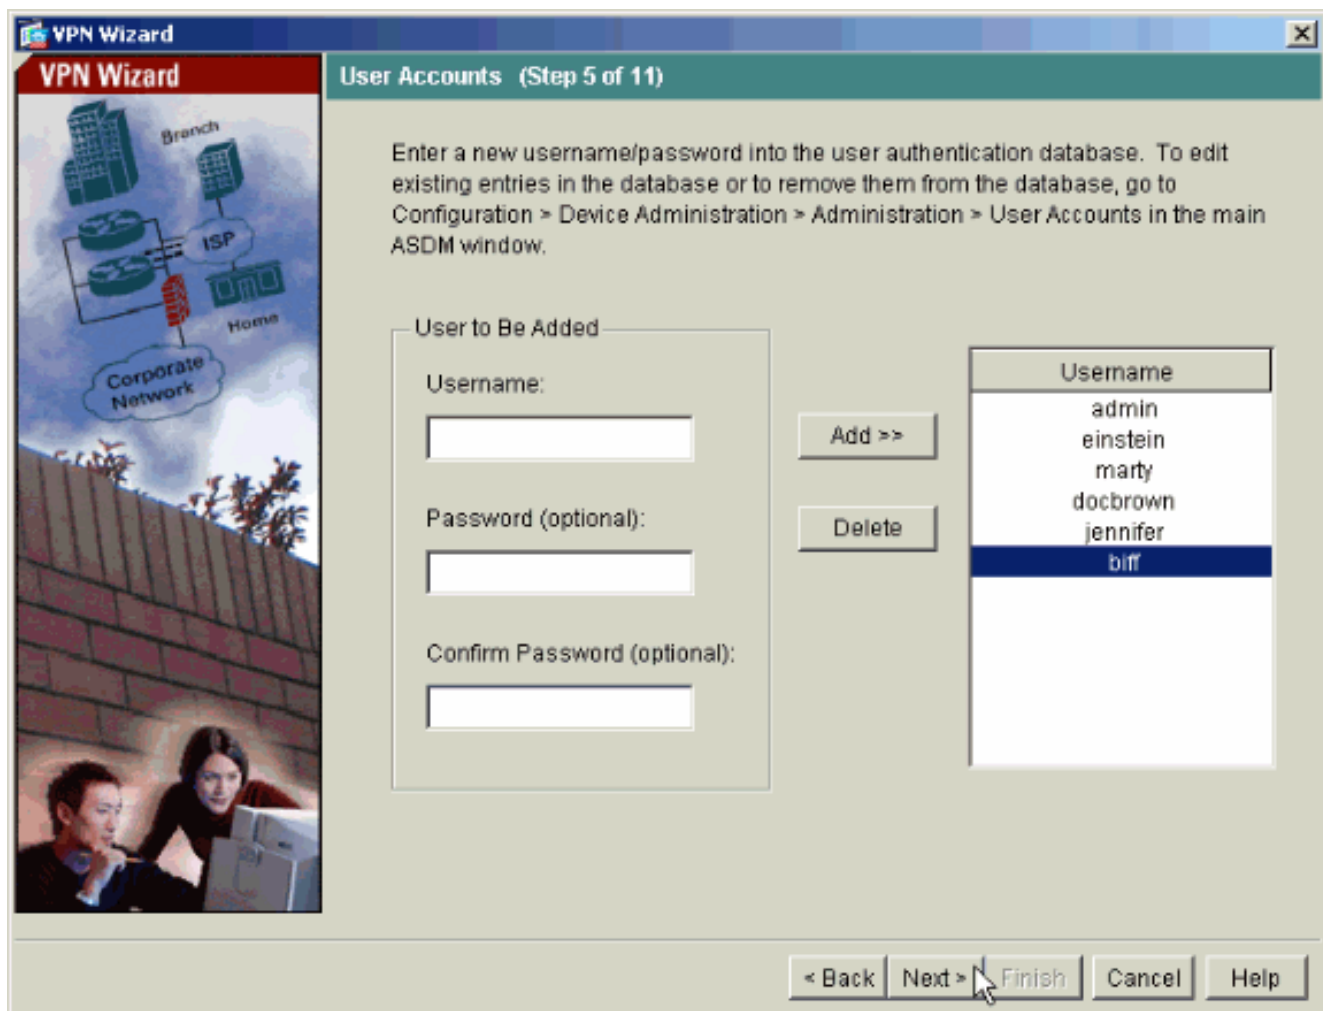 VPN Wizard
VPN Wizard
Branch
ISP
Home
Corporate
Network
User Accounts (Step 5 of 11)
Enter a new username/password into the user authentication database. To edit
existing entries in the database or to remove them from the database, go to
Configuration > Device Administration > Administration > User Accounts in the main
ASDM window.
User to Be Added
Username:
Password (optional):
Confirm Password (optional):
Add >>
Delete
Username
admin
einstein
marty
docbrown
jennifer
biff
< Back
Next >
Finish
Cancel
Help